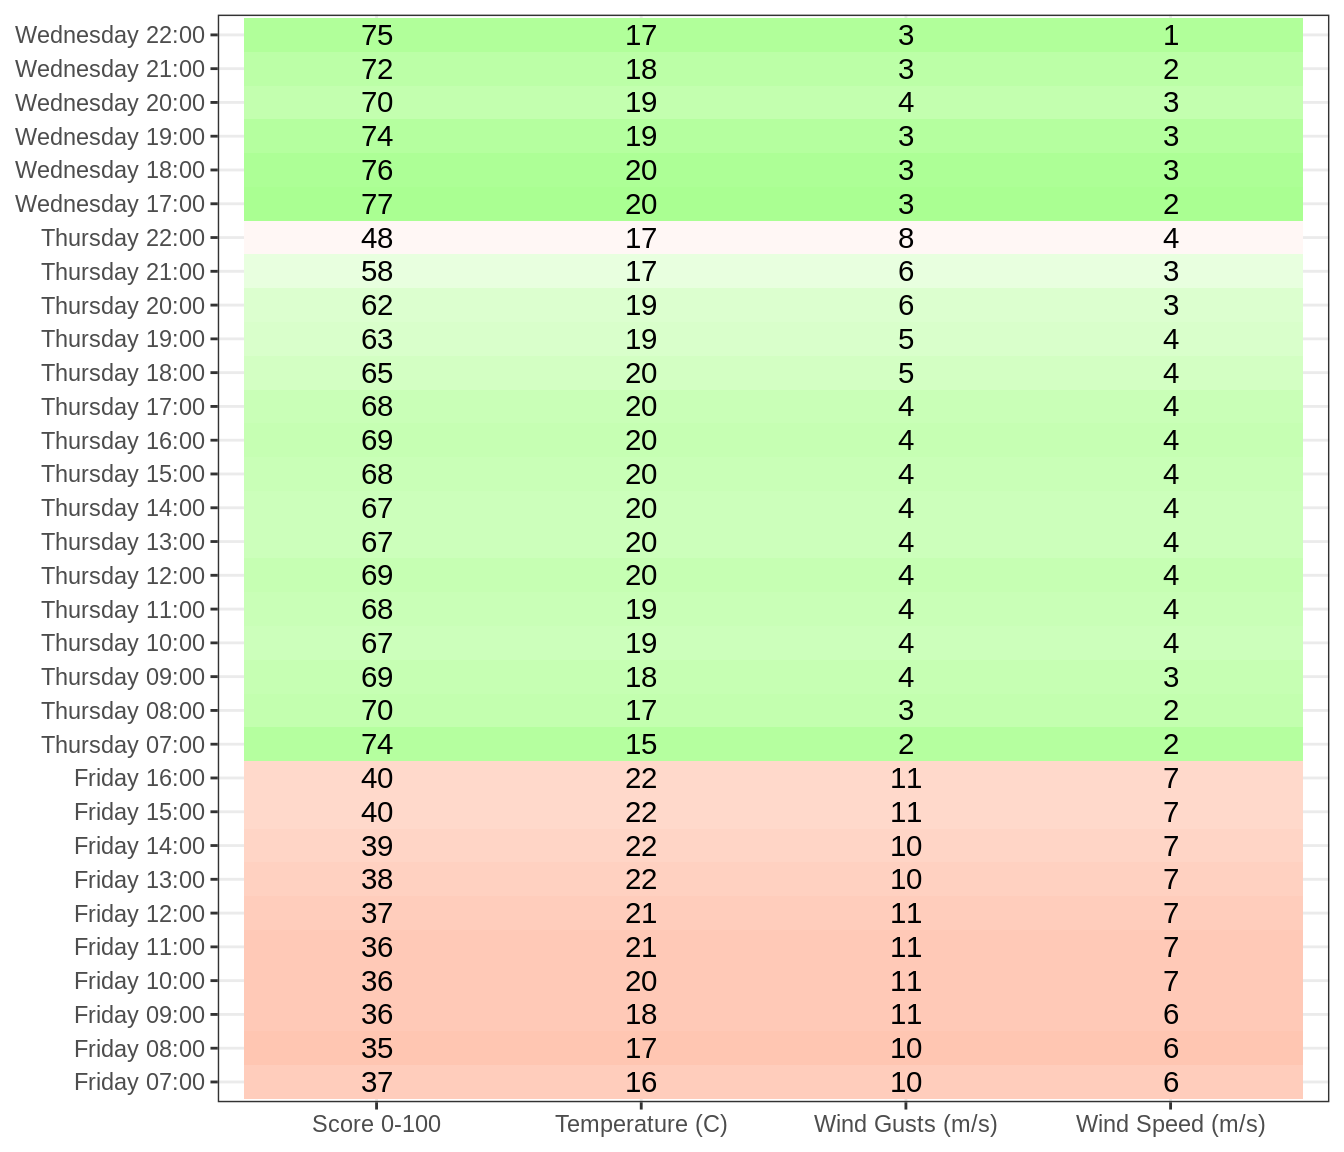 Wednesday 22:00 75 17 3 1
Wednesday 21:00 72 18 3 2
Wednesday 20:00 70 19 4 3
Wednesday 19:00 74 19 3 3
Wednesday 18:00 76 20 3 3
Wednesday 17:00 77 20 3 2
Thursday 22:00 48 17 8 4
Thursday 21:00 58 17 6 3
Thursday 20:00 62 19 6 3
Thursday 19:00 63 19 5 4
Thursday 18:00 65 20 5 4
Thursday 17:00 68 20 4 4
Thursday 16:00 69 20 4 4
Thursday 15:00 68 20 4 4
Thursday 14:00 67 20 4 4
Thursday 13:00 67 20 4 4
Thursday 12:00 69 20 4 4
Thursday 11:00 68 19 4 4
Thursday 10:00 67 19 4 4
Thursday 09:00 69 18 4 3
Thursday 08:00 70 17 3 2
Thursday 07:00 74 15 2 2
Friday 16:00 40 22 11 7
Friday 15:00 40 22 11 7
Friday 14:00 39 22 10 7
Friday 13:00 38 22 10 7
Friday 12:00 37 21 11 7
Friday 11:00 36 21 11 7
Friday 10:00 36 20 11 7
Friday 09:00 36 18 11 6
Friday 08:00 35 17 10 6
Friday 07:00 37 16 10 6
Score 0-100 Temperature (C) Wind Gusts (m/s) Wind Speed (m/s)